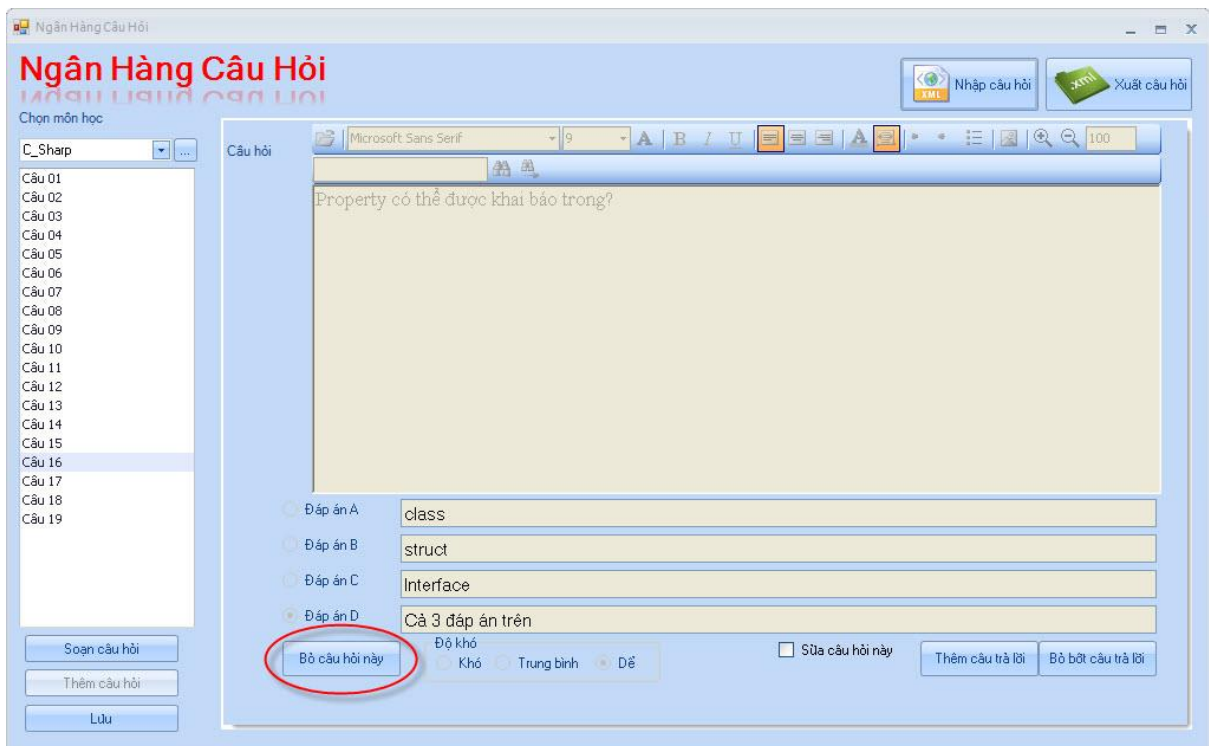 Ngân Hàng Câu Hỏi
Ngân Hàng Câu Hỏi
Nhập câu hỏi
Xuất câu hỏi
Chọn môn học
C_Sharp
...
Câu 01
Câu 02
Câu 03
Câu 04
Câu 05
Câu 06
Câu 07
Câu 08
Câu 09
Câu 10
Câu 11
Câu 12
Câu 13
Câu 14
Câu 15
Câu 16
Câu 17
Câu 18
Câu 19
Soạn câu hỏi
Thêm câu hỏi
Lưu
Câu hỏi
Microsoft Sans Serif 9 A B I U A 100
Property có thể được khai báo trong?
Đáp án A class
Đáp án B struct
Đáp án C Interface
Đáp án D Cả 3 đáp án trên
Bỏ câu hỏi này
Độ khó
Khó Trung bình Dể
Sữa câu hỏi này
Thêm câu trả lời
Bỏ bớt câu trả lời
XML
xml